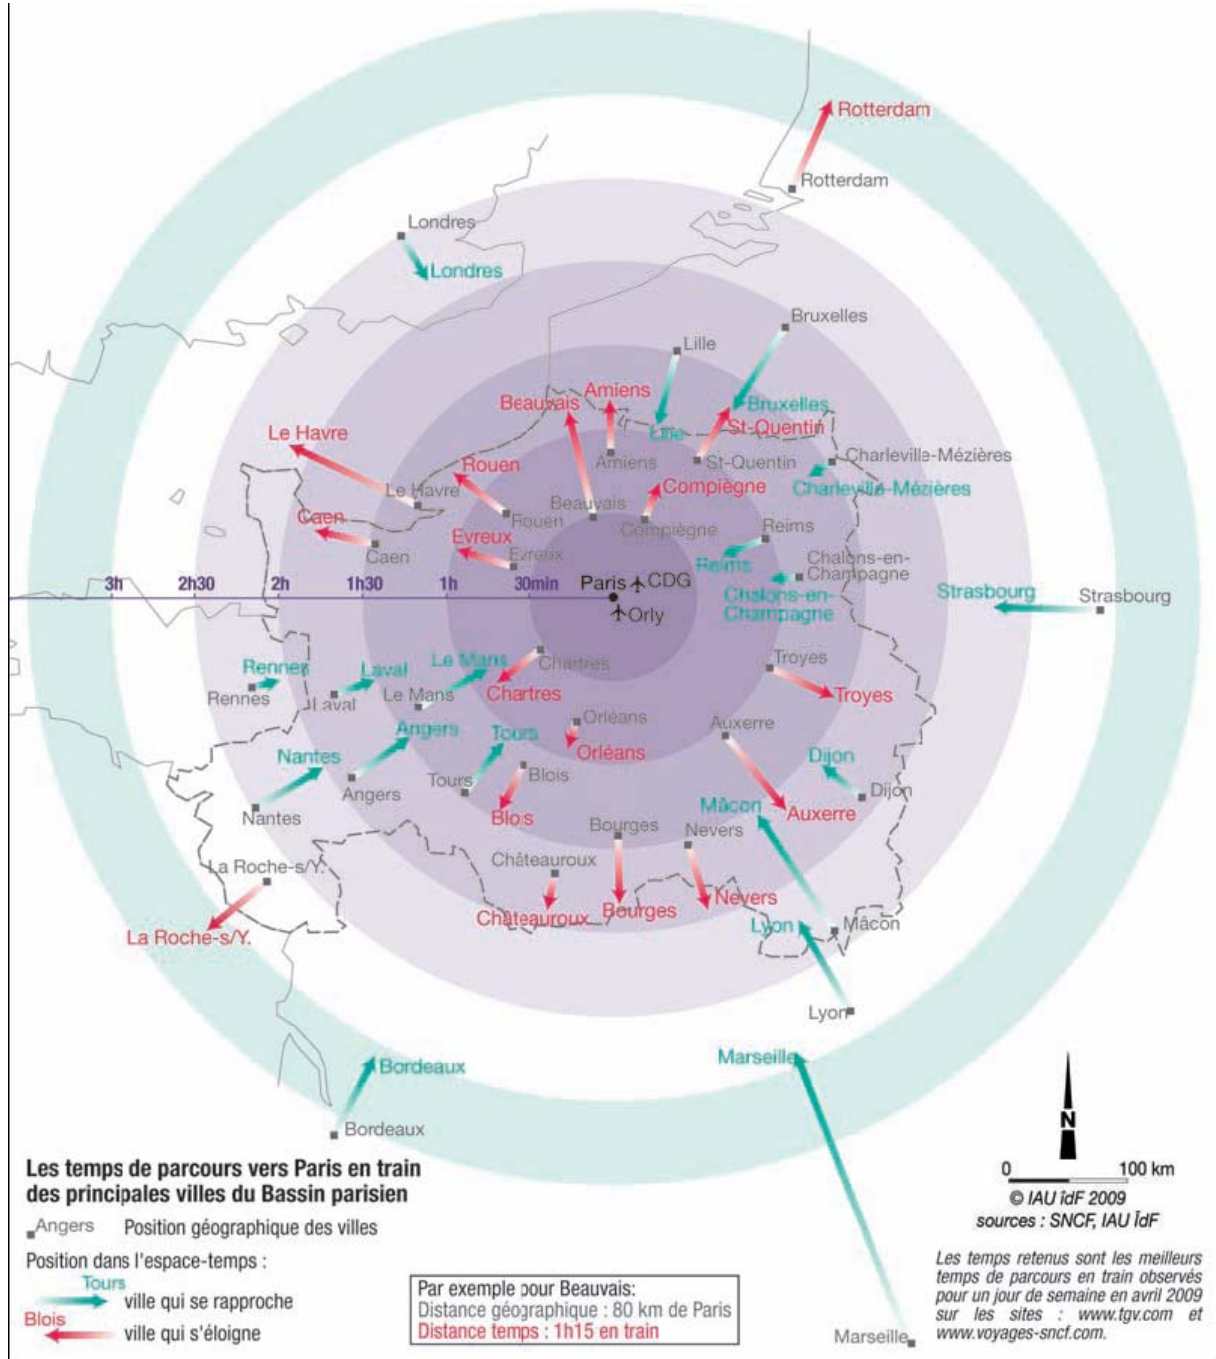 Rotterdam
Rotterdam
Londres
Londres
Bruxelles
Lille
Amiens
Beauvais
Bruxelles
Lille
St-Quentin
Le Havre
Amiens
St-Quentin
Charleville-Mézières
Rouen
Compiègne
Charleville-Mézières
Le Havre
Beauvais
Caen
Rouen
Compiègne
Reims
Evreux
Caen
Evreux
Reims
Chalons-en-
Champagne
3h
2h30
2h
1h30
1h
30min
Paris
CDG
Orly
Chalons-en-
Champagne
Strasbourg
Strasbourg
Rennes
Laval
Le Mans
Chartres
Troyes
Rennes
Laval
Le Mans
Chartres
Troyes
Angers
Tours
Orléans
Auxerre
Nantes
Orléans
Dijon
Angers
Tours
Blois
Dijon
Nantes
Blois
Mâcon
Auxerre
Bourges
Nevers
Châteauroux
La Roche-s/Y.
Nevers
Châteauroux
Bourges
La Roche-s/Y.
Lyon
Mâcon
Lyon
Bordeaux
Marseille
Bordeaux
Marseille
N
0
100 km
© IAU îdF 2009
sources : SNCF, IAU ÎdF
Les temps retenus sont les meilleurs
temps de parcours en train observés
pour un jour de semaine en avril 2009
sur les sites : www.tgv.com et
www.voyages-sncf.com.
Les temps de parcours vers Paris en train
des principales villes du Bassin parisien
Angers
Position géographique des villes
Position dans l'espace-temps :
Tours
ville qui se rapproche
Blois
ville qui s'éloigne
Par exemple pour Beauvais:
Distance géographique : 80 km de Paris
Distance temps : 1h15 en train